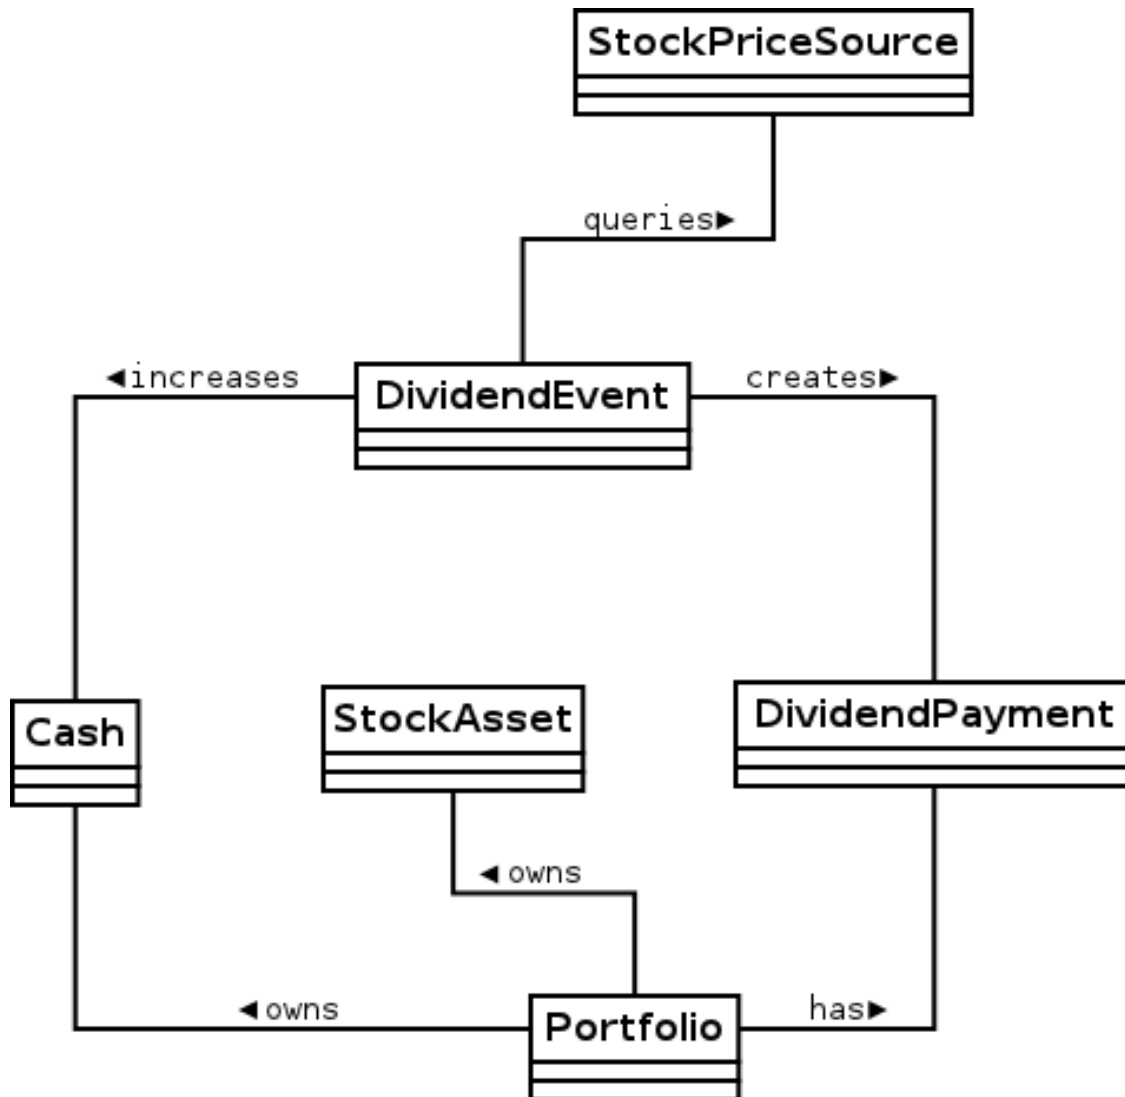 StockPriceSource
queries►
◄increases
creates►
DividendEvent
Cash
StockAsset
DividendPayment
◄owns
◄owns
has►
Portfolio